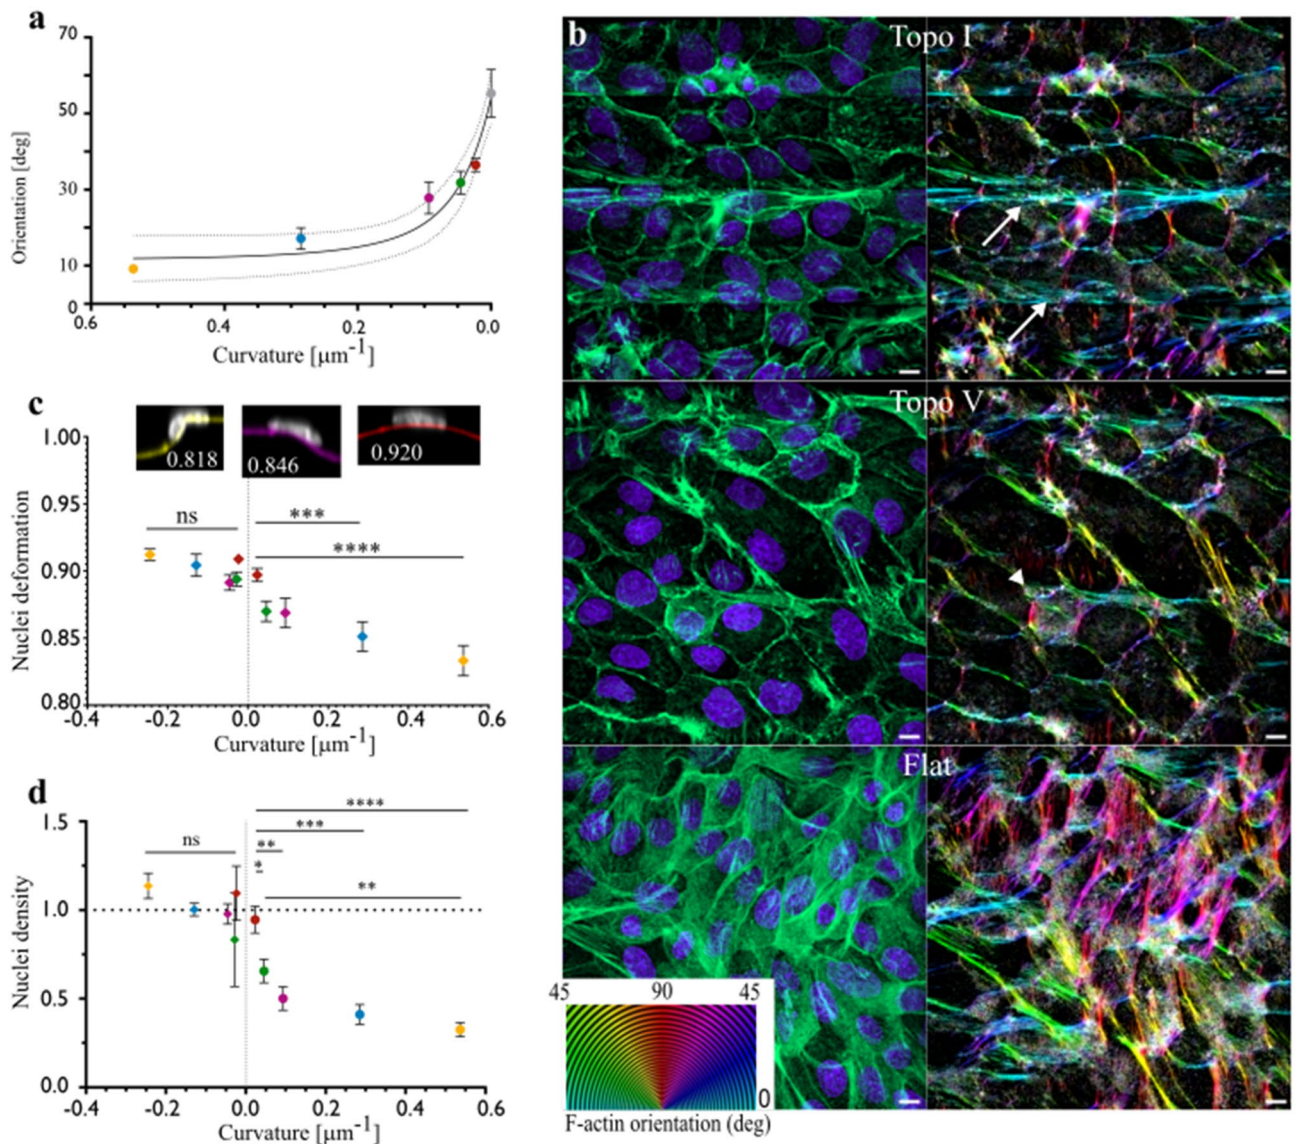 a
70
50
30
10
0
Orientation [deg]
0.6
0.4
0.2
0.0
Curvature [μm⁻¹]
b
Topo I
Topo V
Flat
45
90
45
0
F-actin orientation (deg)
c
0.818
0.846
0.920
1.00
0.95
0.90
0.85
0.80
Nuclei deformation
ns
***
****
-0.4
-0.2
0.0
0.2
0.4
0.6
Curvature [μm⁻¹]
d
1.5
1.0
0.5
0.0
Nuclei density
ns
****
***
**
*
**
-0.4
-0.2
0.0
0.2
0.4
0.6
Curvature [μm⁻¹]